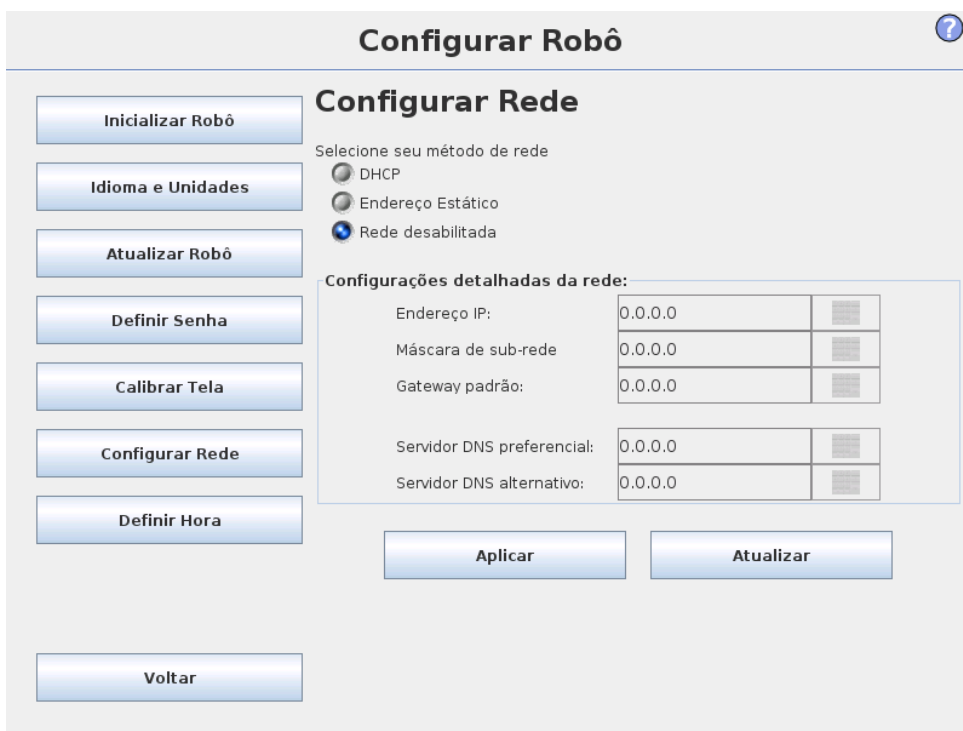 Configurar Robô
?
Inicializar Robô
Idioma e Unidades
Atualizar Robô
Definir Senha
Calibrar Tela
Configurar Rede
Definir Hora
Voltar
Configurar Rede
Selecione seu método de rede
DHCP
Endereço Estático
Rede desabilitada
Configurações detalhadas da rede:
Endereço IP: 0.0.0.0
Máscara de sub-rede 0.0.0.0
Gateway padrão: 0.0.0.0
Servidor DNS preferencial: 0.0.0.0
Servidor DNS alternativo: 0.0.0.0
Aplicar Atualizar